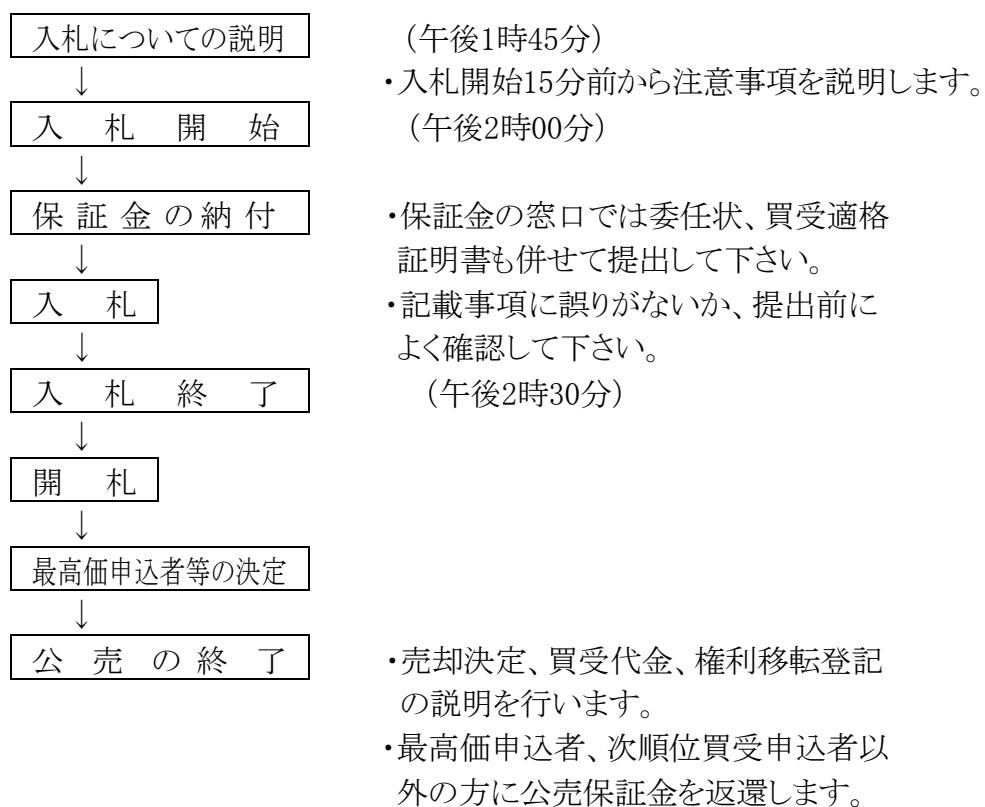 入札についての説明　（午後1時45分）
↓　・入札開始15分前から注意事項を説明します。
入　札　開　始　（午後2時00分）
↓
保証金の納付　・保証金の窓口では委任状、買受適格
↓　証明書も併せて提出して下さい。
入　札　・記載事項に誤りがないか、提出前に
↓　よく確認して下さい。
入　札　終　了　（午後2時30分）
↓
開　札
↓
最高価申込者等の決定
↓
公　売　の　終　了　・売却決定、買受代金、権利移転登記
の説明を行います。
・最高価申込者、次順位買受申込者以
外の方に公売保証金を返還します。